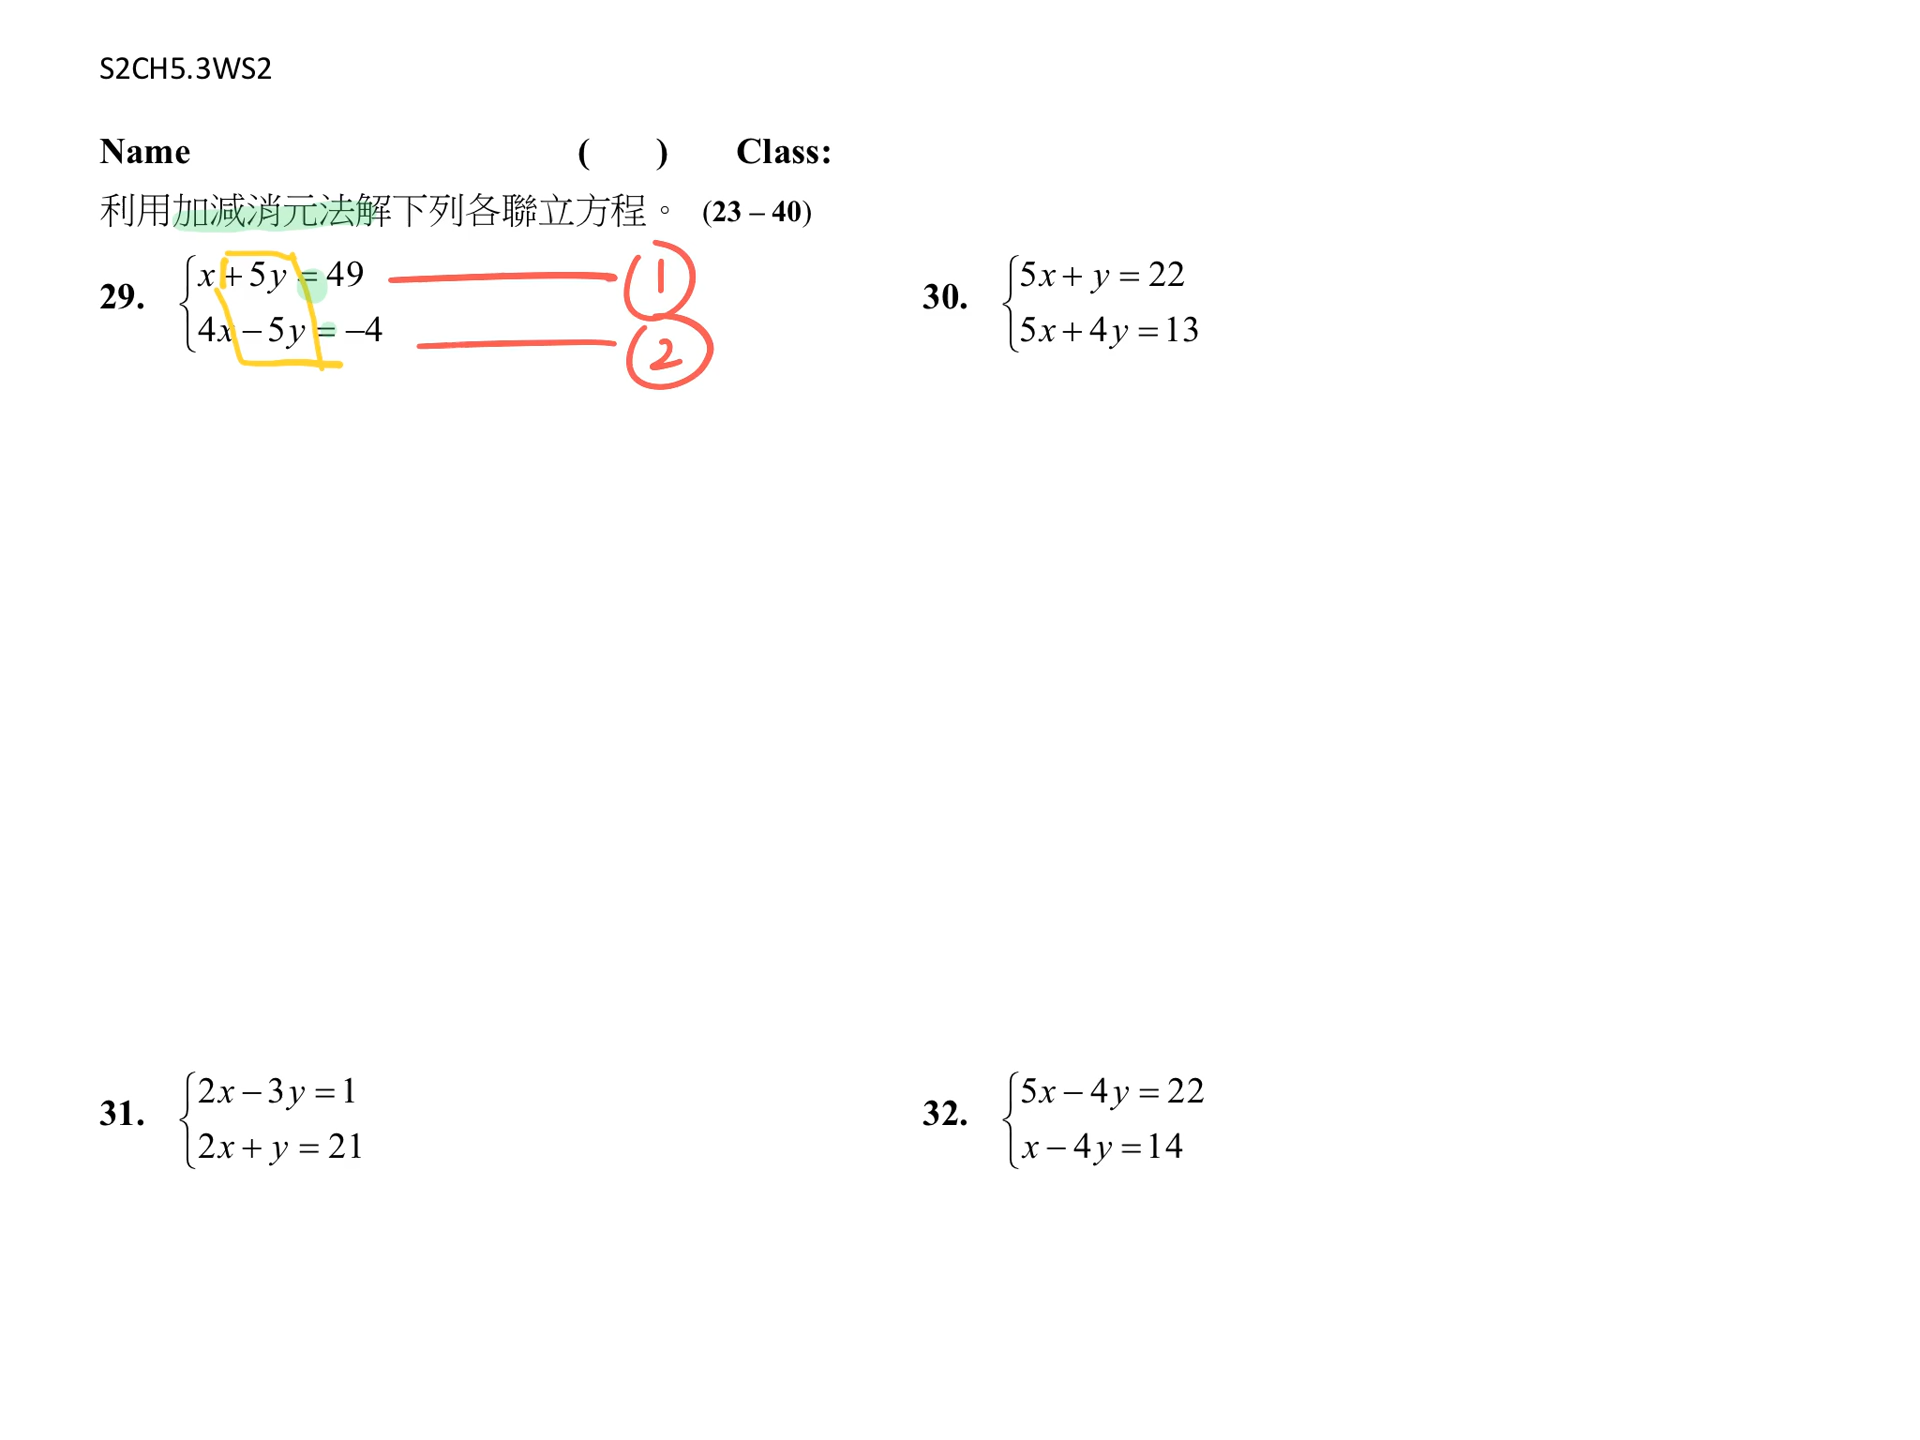 S2CH5.3WS2
Name ( ) Class:
利用加減消元法解下列各聯立方程。 (23 – 40)
29. x + 5y = 49 ①
4x – 5y = –4 ②
30. 5x + y = 22
5x + 4y = 13
31. 2x – 3y = 1
2x + y = 21
32. 5x – 4y = 22
x – 4y = 14